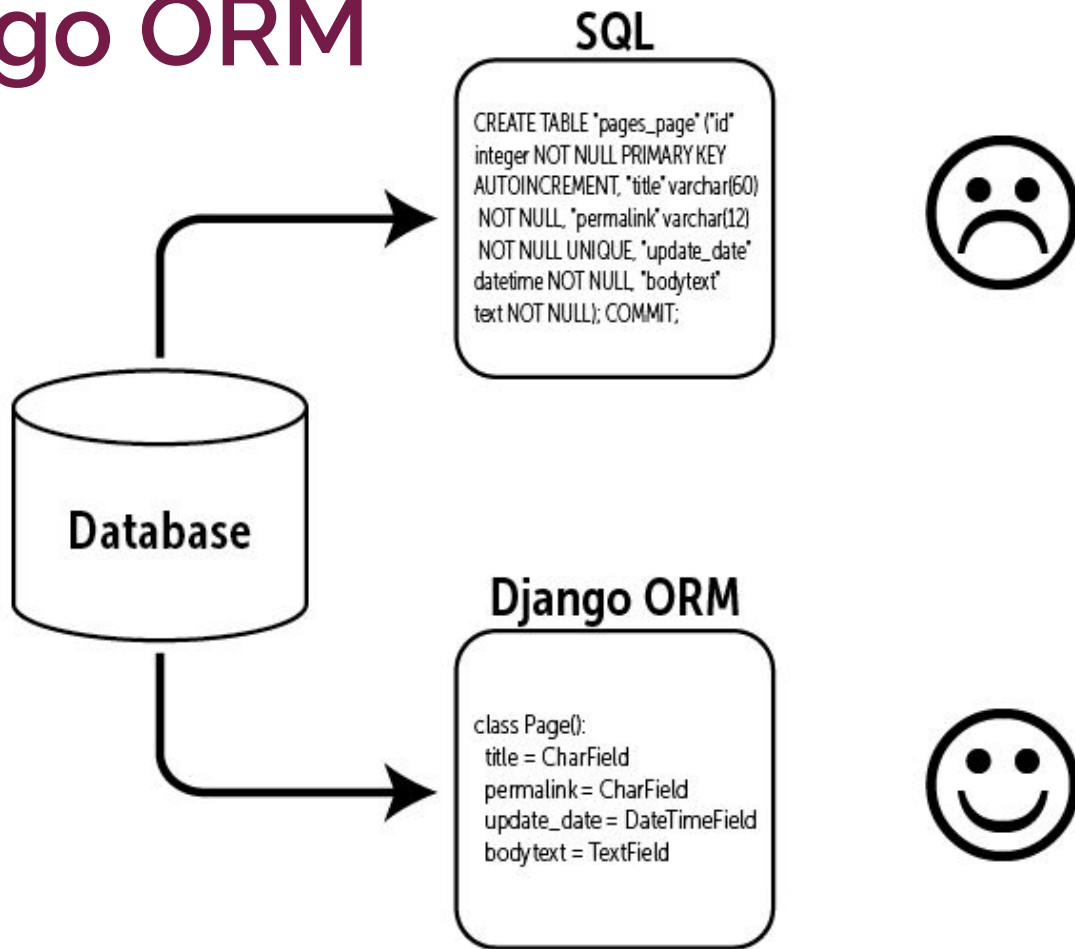 go ORM
SQL
CREATE TABLE "pages_page" ("id"
integer NOT NULL PRIMARY KEY
AUTOINCREMENT, "title" varchar(60)
NOT NULL, "permalink" varchar(12)
NOT NULL UNIQUE, "update_date"
datetime NOT NULL, "bodytext"
text NOT NULL); COMMIT;
Database
Django ORM
class Page():
title = CharField
permalink = CharField
update_date = DateTimeField
bodytext = TextField